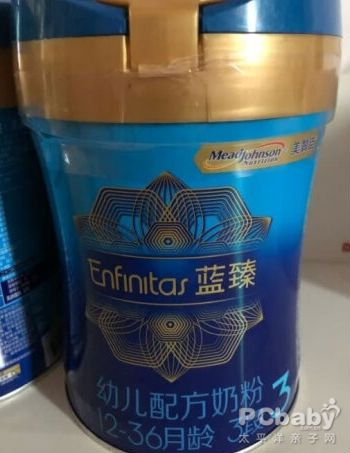 MeadJohnson
NUTRITION
美赞臣
Enfinitas 蓝臻
幼儿配方奶粉
12-36月龄 3段
3
PCbaby
太平洋亲子网